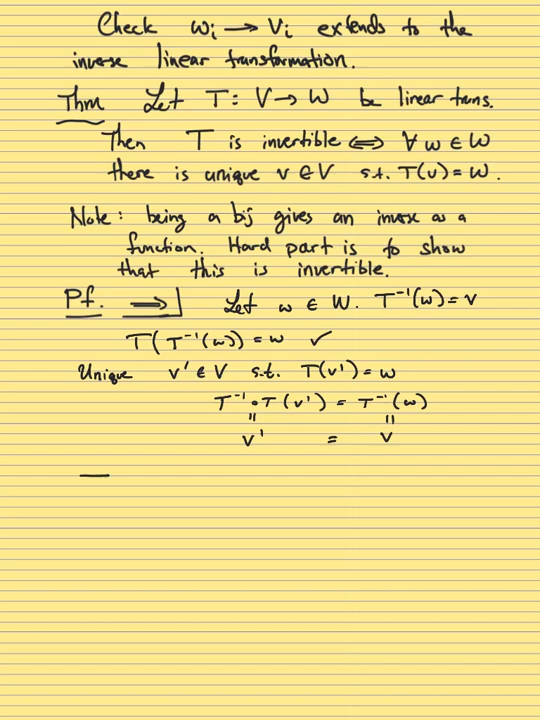 Check wᵢ → vᵢ extends to the
inverse linear transformation.
Thm Let T: V → W be linear trans.
Then T is invertible ⟺ ∀ w ∈ W
there is unique v ∈ V s.t. T(v) = w.
Note: being a bij gives an inverse as a
function. Hard part is to show
that this is invertible.
Pf. ⟹| Let w ∈ W. T⁻¹(w) = v
T(T⁻¹(w)) = w ✓
Unique v' ∈ V s.t. T(v') = w
T⁻¹ ∘ T(v') = T⁻¹(w)
" "
v' = v
—